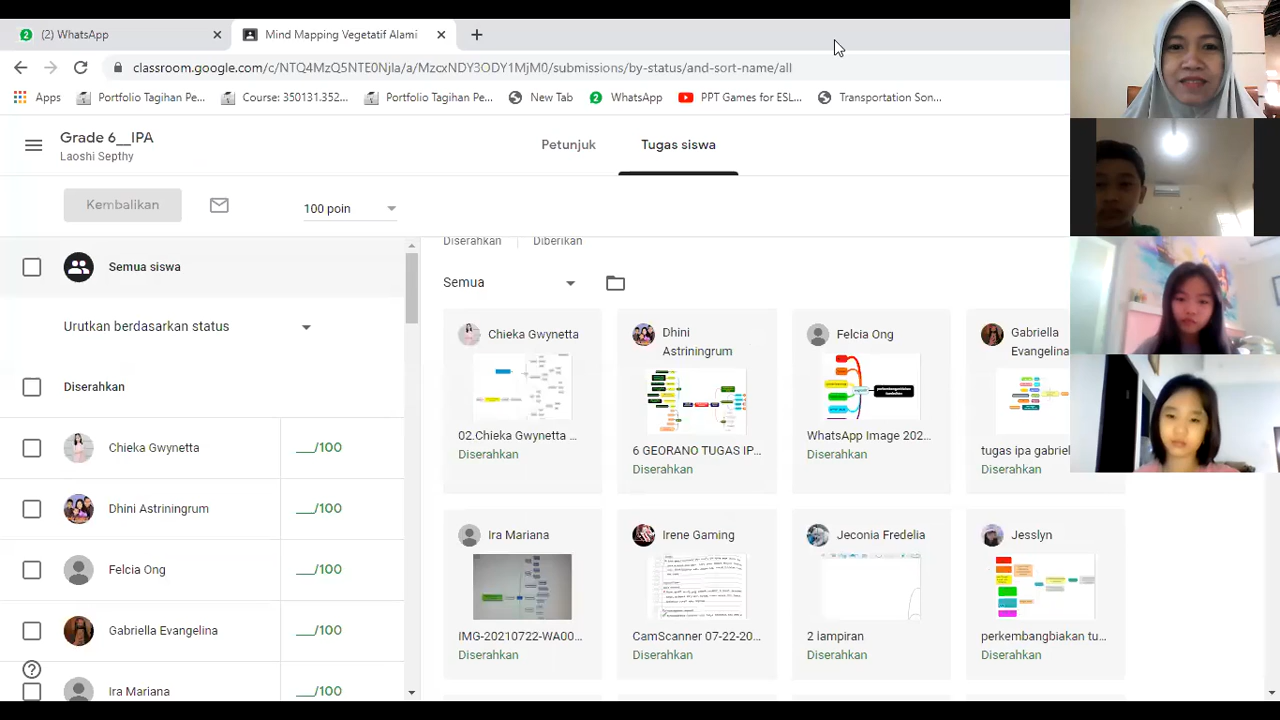 (2) WhatsApp
Mind Mapping Vegetatif Alami
classroom.google.com/c/NTQ4MzQ5NTE0Njla/a/MzcxNDY3ODY1MjM0/submissions/by-status/and-sort-name/all
Apps
Portfolio Tagihan Pe...
Course: 350131.352...
Portfolio Tagihan Pe...
New Tab
WhatsApp
PPT Games for ESL...
Transportation Son...
Grade 6__IPA
Laoshi Septhy
Petunjuk
Tugas siswa
Kembalikan
100 poin
Semua siswa
Urutkan berdasarkan status
Diserahkan
Chieka Gwynetta
__/100
Dhini Astriningrum
__/100
Felcia Ong
__/100
Gabriella Evangelina
__/100
Ira Mariana
__/100
Diserahkan
Diberikan
Semua
Chieka Gwynetta
02.Chieka Gwynetta ...
Diserahkan
Dhini
Astriningrum
6 GEORANO TUGAS IP...
Diserahkan
Felcia Ong
WhatsApp Image 202...
Diserahkan
Gabriella
Evangelina
tugas ipa gabriel
Diserahkan
Ira Mariana
IMG-20210722-WA00...
Diserahkan
Irene Gaming
CamScanner 07-22-20...
Diserahkan
Jeconia Fredelia
2 lampiran
Diserahkan
Jesslyn
perkembangbiakan tu...
Diserahkan